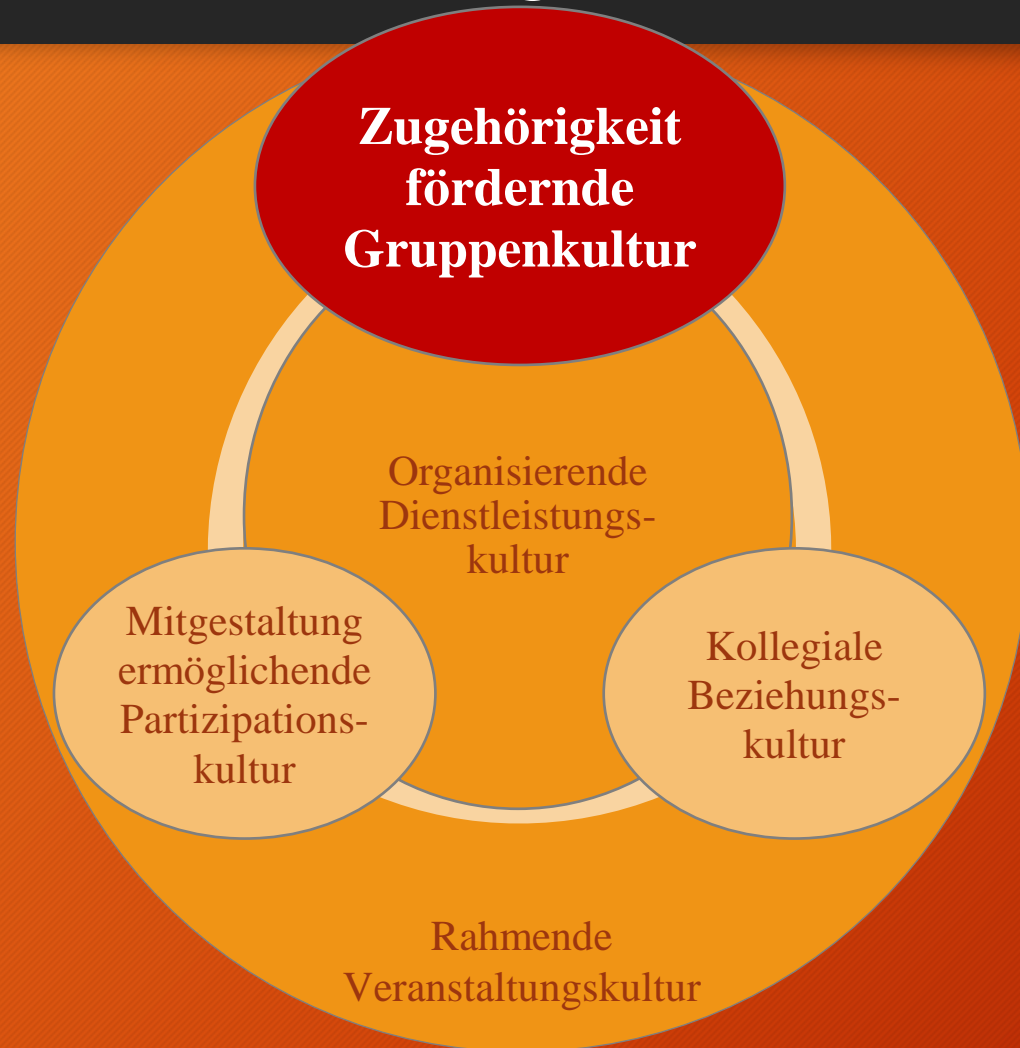 Zugehörigkeit
fördernde
Gruppenkultur
Organisierende
Dienstleistungs-
kultur
Mitgestaltung
ermöglichende
Partizipations-
kultur
Kollegiale
Beziehungs-
kultur
Rahmende
Veranstaltungskultur